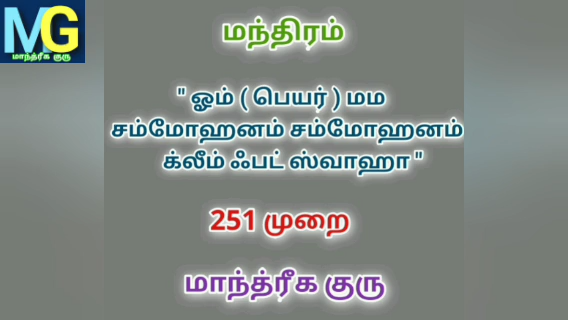 MG
மாந்த்ரீக குரு
மந்திரம்
" ஓம் ( பெயர் ) மம
சம்மோஹனம் சம்மோஹனம்
க்லீம் ஃபட் ஸ்வாஹா "
251 முறை
மாந்த்ரீக குரு